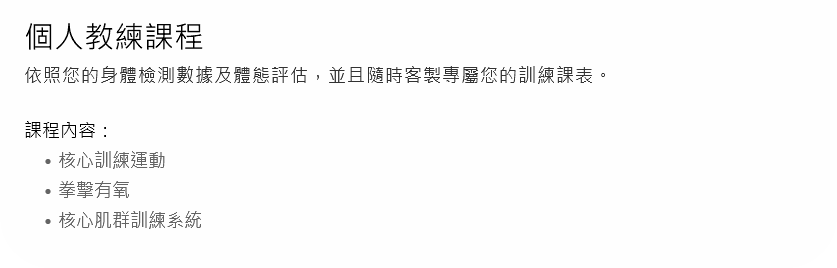 個人教練課程
依照您的身體檢測數據及體態評估，並且隨時客製專屬您的訓練課表。
課程內容：
• 核心訓練運動
• 拳擊有氧
• 核心肌群訓練系統